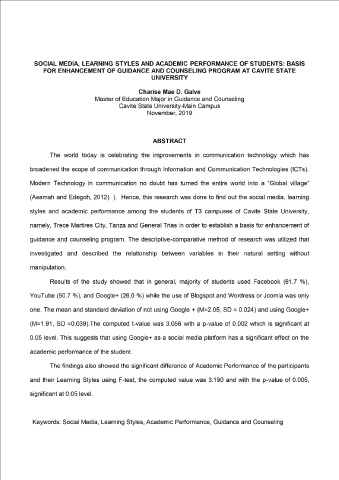 SOCIAL MEDIA, LEARNING STYLES AND ACADEMIC PERFORMANCE OF STUDENTS: BASIS
FOR ENHANCEMENT OF GUIDANCE AND COUNSELING PROGRAM AT CAVITE STATE
UNIVERSITY
Charise Mae D. Galve
Master of Education Major in Guidance and Counseling
Cavite State University-Main Campus
November, 2019
ABSTRACT
The world today is celebrating the improvements in communication technology which has
broadened the scope of communication through Information and Communication Technologies (ICTs).
Modern Technology in communication no doubt has turned the entire world into a "Global village"
(Asemah and Edegoh, 2012). ). Hence, this research was done to find out the social media, learning
styles and academic performance among the students of T3 campuses of Cavite State University,
namely, Trece Martires City, Tanza and General Trias in order to establish a basis for enhancement of
guidance and counseling program. The descriptive-comparative method of research was utilized that
investigated and described the relationship between variables in their natural setting without
manipulation.
Results of the study showed that in general, majority of students used Facebook (81.7 %),
YouTube (50.7 %), and Google+ (26.0 %) while the use of Blogspot and Wordress or Joomla was only
one. The mean and standard deviation of not using Google + (M=2.05, SD = 0.024) and using Google+
(M=1.91, SD =0.039).The computed t-value was 3.056 with a p-value of 0.002 which is significant at
0.05 level. This suggests that using Google+ as a social media platform has a significant effect on the
academic performance of the student.
The findings also showed the significant difference of Academic Performance of the participants
and their Learning Styles using F-test, the computed value was 3.190 and with the p-value of 0.005,
significant at 0.05 level.
Keywords: Social Media, Learning Styles, Academic Performance, Guidance and Counseling